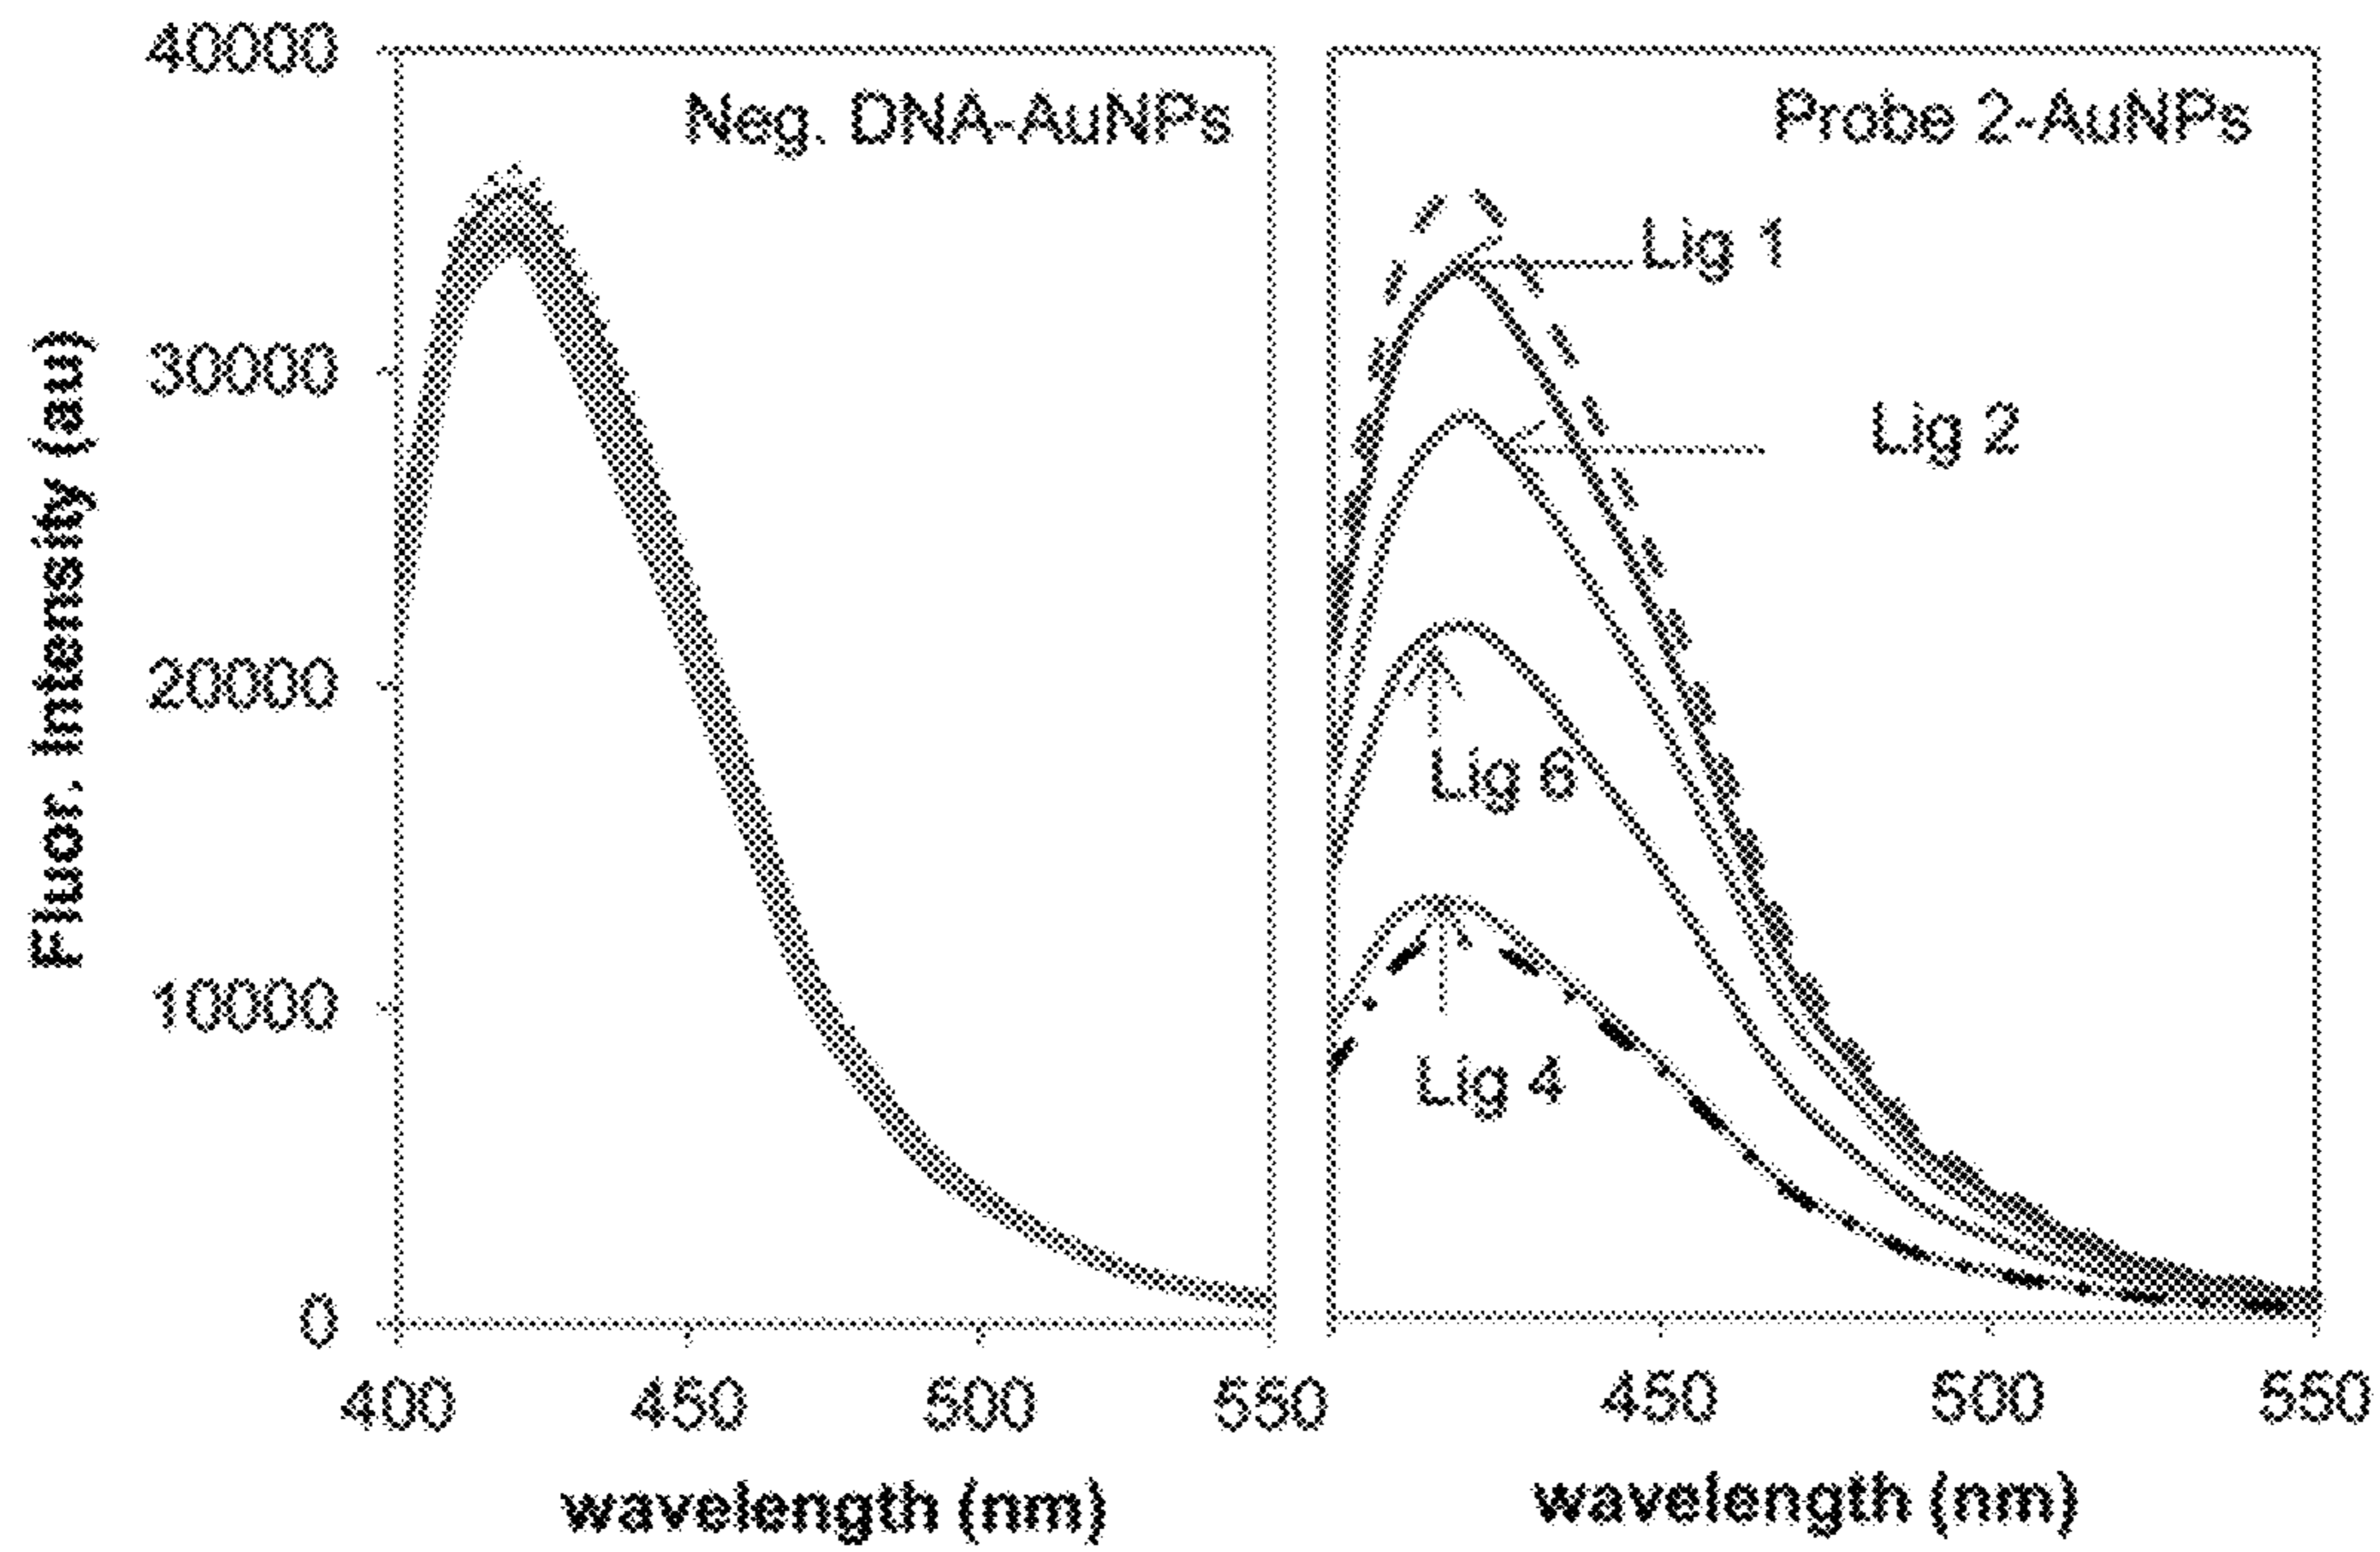 Fluor. Intensity (au)
40000
30000
20000
10000
0
Neg. DNA-AuNPs
400 450 500 550
wavelength (nm)
Probe 2-AuNPs
Lig 1
Lig 2
Lig 6
Lig 4
450 500 550
wavelength (nm)